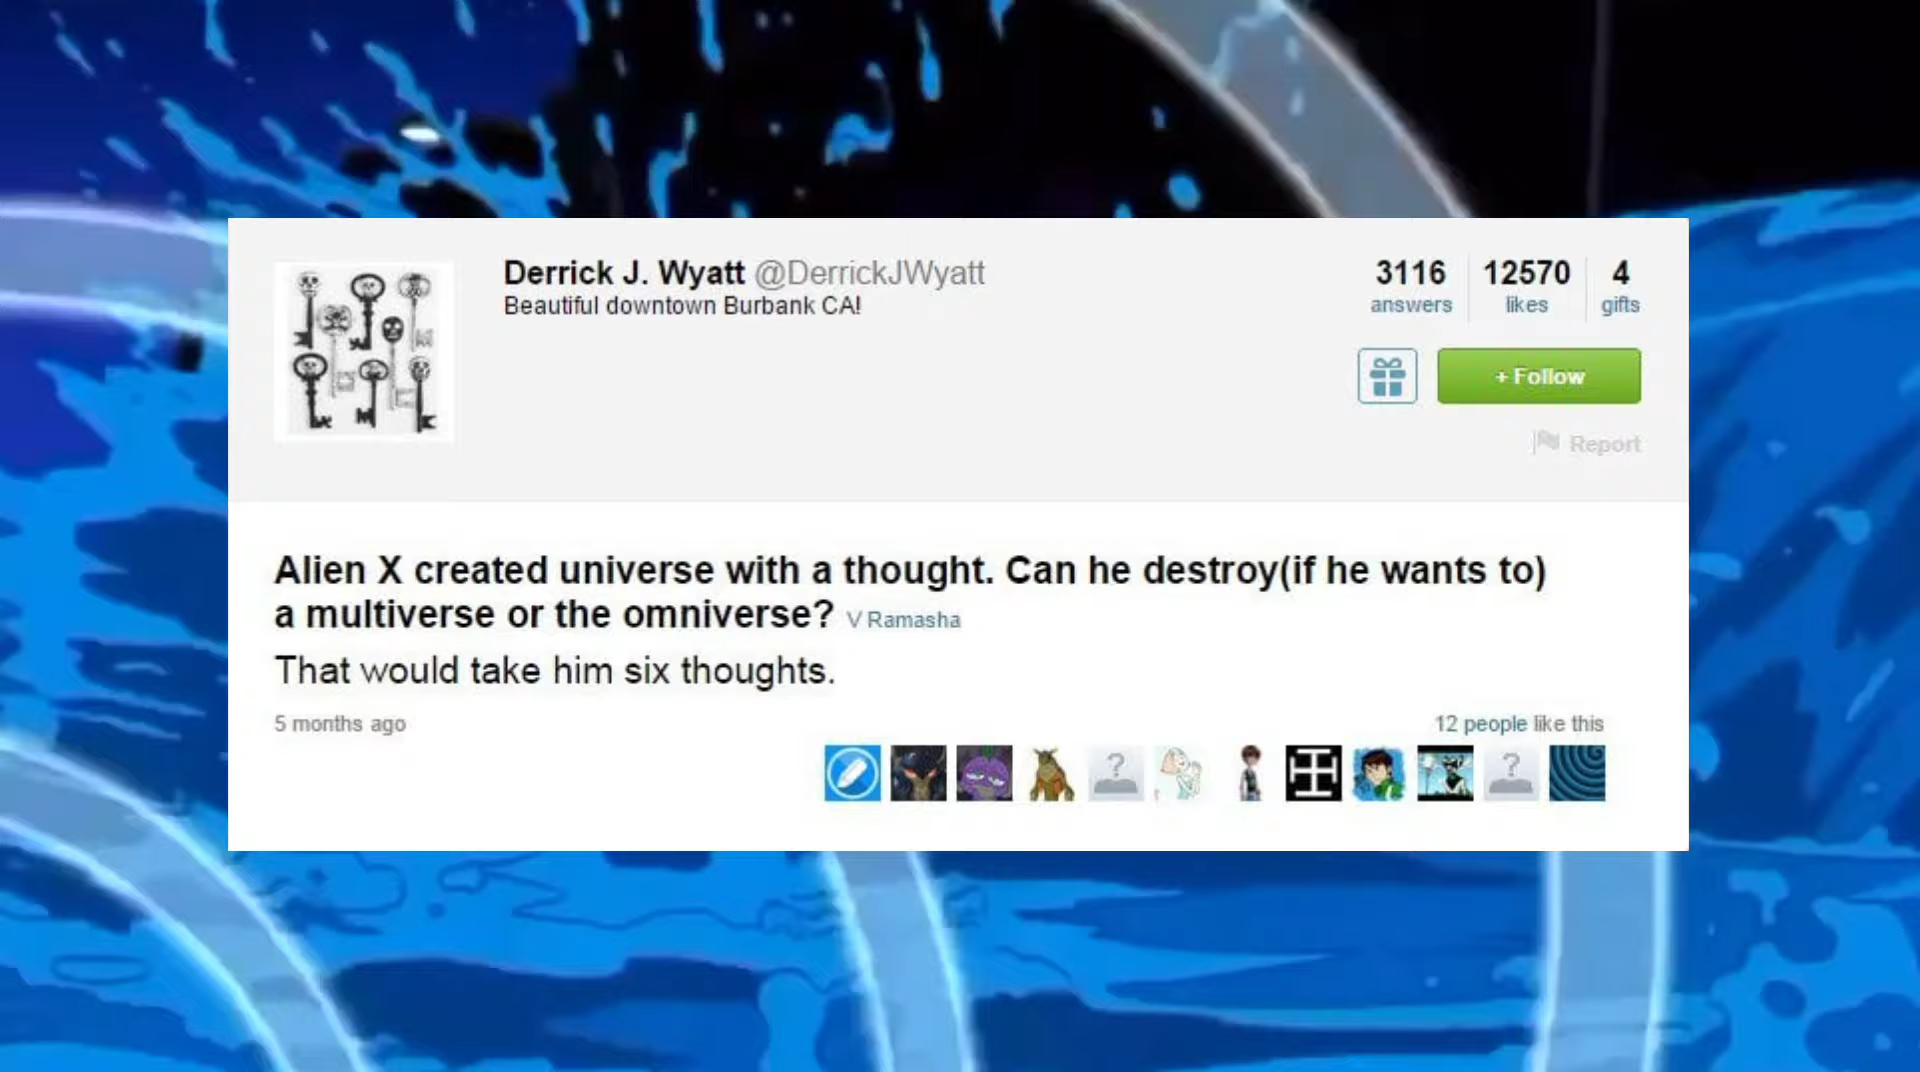 Derrick J. Wyatt @DerrickJWyatt
Beautiful downtown Burbank CA!
3116 answers
12570 likes
4 gifts
+ Follow
Report
Alien X created universe with a thought. Can he destroy(if he wants to)
a multiverse or the omniverse? V Ramasha
That would take him six thoughts.
5 months ago
12 people like this